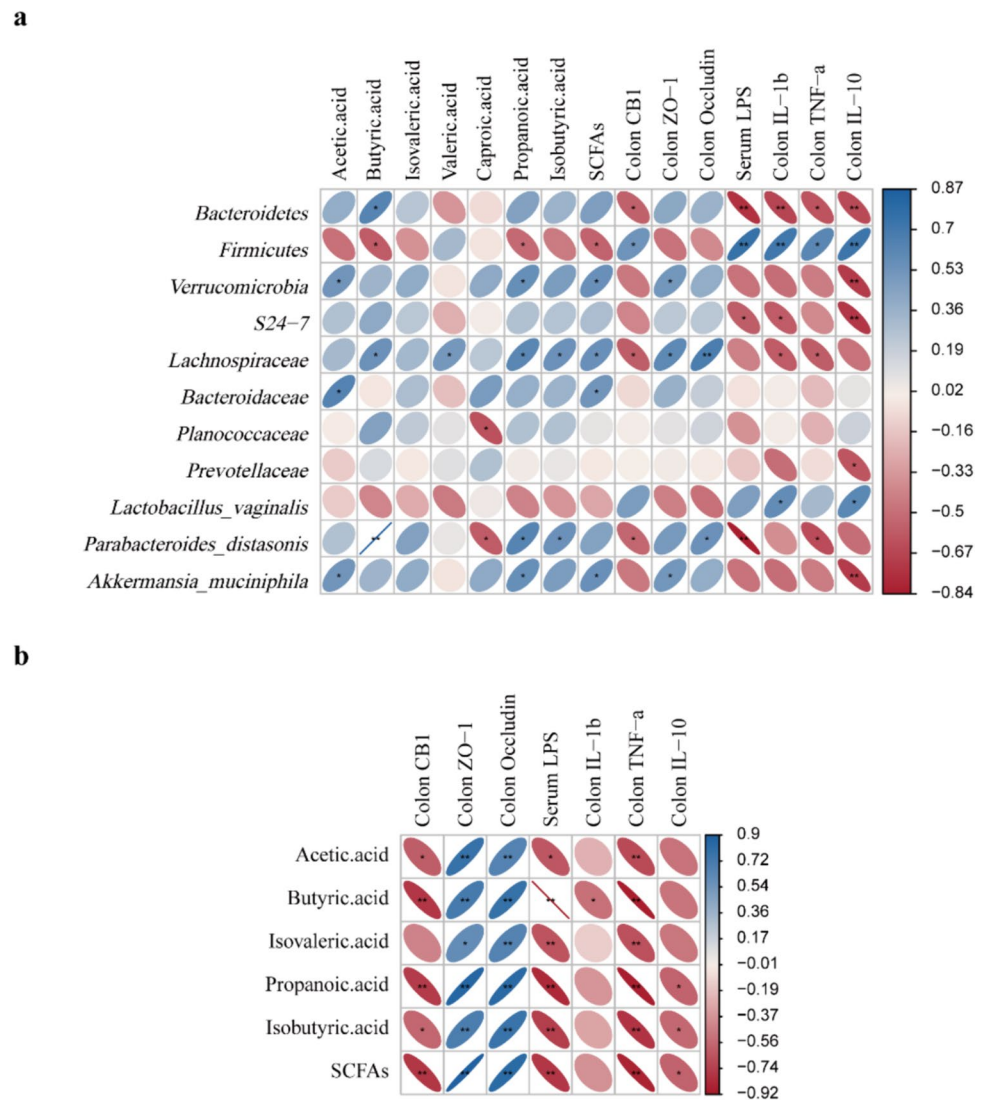 a
Acetic.acid
Butyric.acid
Isovaleric.acid
Valeric.acid
Caproic.acid
Propanoic.acid
Isobutyric.acid
SCFAs
Colon CB1
Colon ZO−1
Colon Occludin
Serum LPS
Colon IL−1b
Colon TNF−a
Colon IL−10
Bacteroidetes
Firmicutes
Verrucomicrobia
S24−7
Lachnospiraceae
Bacteroidaceae
Planococcaceae
Prevotellaceae
Lactobacillus_vaginalis
Parabacteroides_distasonis
Akkermansia_muciniphila
0.87
0.7
0.53
0.36
0.19
0.02
−0.16
−0.33
−0.5
−0.67
−0.84
b
Colon CB1
Colon ZO−1
Colon Occludin
Serum LPS
Colon IL−1b
Colon TNF−a
Colon IL−10
Acetic.acid
Butyric.acid
Isovaleric.acid
Propanoic.acid
Isobutyric.acid
SCFAs
0.9
0.72
0.54
0.36
0.17
−0.01
−0.19
−0.37
−0.56
−0.74
−0.92